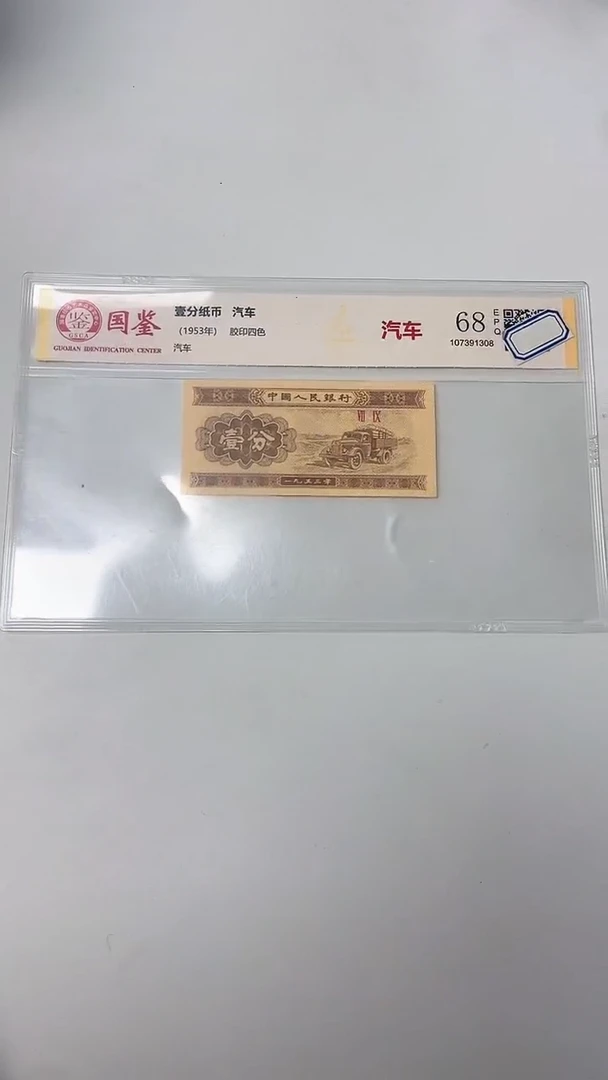 国鉴
GSCA
GUOJIAN IDENTIFICATION CENTER
壹分纸币 汽车
(1953年) 胶印四色
汽车
汽车
68
EPQ
107391308
中國人民銀行
壹分
一九五三年